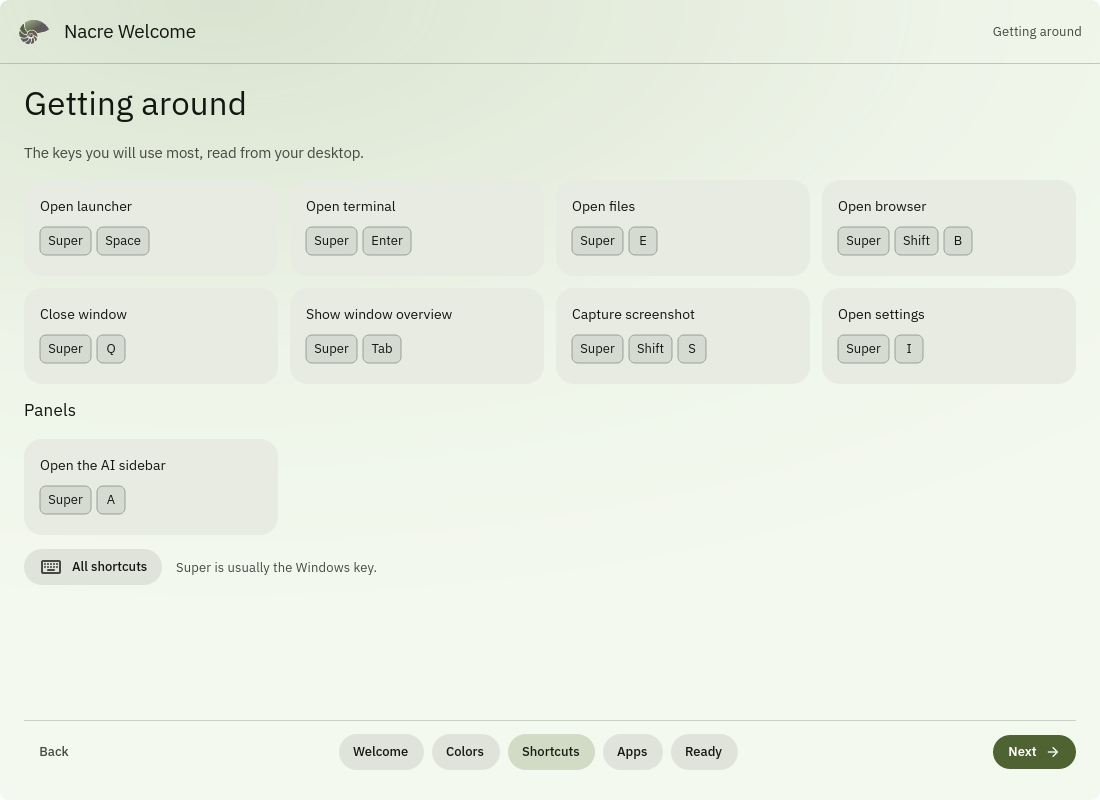 Nacre Welcome
Getting around
Getting around
The keys you will use most, read from your desktop.
Open launcher
Super Space
Open terminal
Super Enter
Open files
Super E
Open browser
Super Shift B
Close window
Super Q
Show window overview
Super Tab
Capture screenshot
Super Shift S
Open settings
Super I
Panels
Open the AI sidebar
Super A
All shortcuts
Super is usually the Windows key.
Back
Welcome
Colors
Shortcuts
Apps
Ready
Next